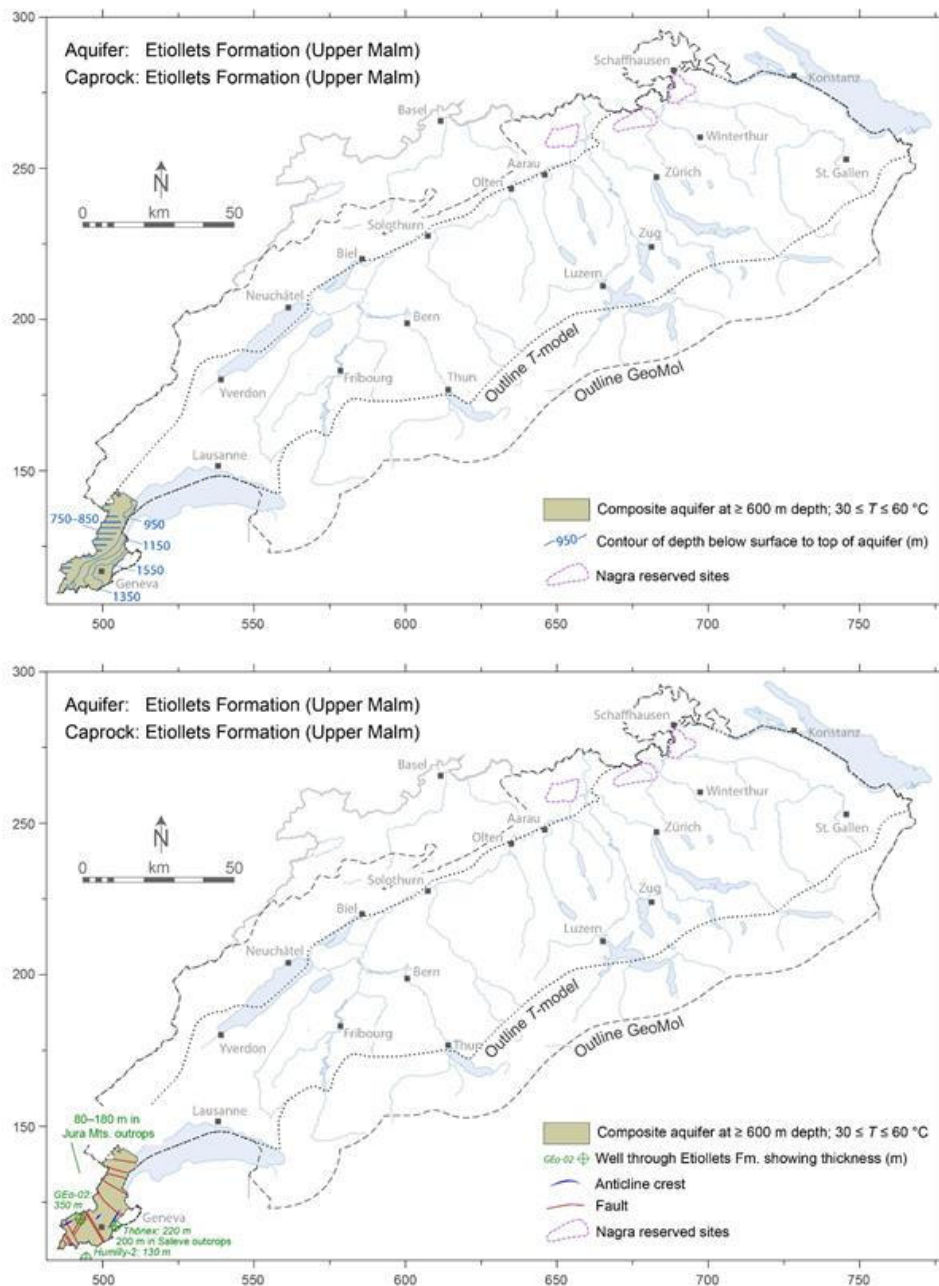 300
Aquifer: Etiollets Formation (Upper Malm)
Caprock: Etiollets Formation (Upper Malm)
Schaffhausen
Konstanz
Basel
Winterthur
250
N
Aarau
Olten
Zürich
St. Gallen
0 km 50
Solothurn
Zug
Biel
Luzern
Neuchâtel
200
Bern
Outline T-model
Fribourg
Thun
Outline GeoMol
Yverdon
150
Lausanne
Composite aquifer at ≥ 600 m depth; 30 ≤ T ≤ 60 °C
750–850
950
950 Contour of depth below surface to top of aquifer (m)
1150
1550
Nagra reserved sites
Geneva
1350
500 550 600 650 700 750
300
Aquifer: Etiollets Formation (Upper Malm)
Caprock: Etiollets Formation (Upper Malm)
Schaffhausen
Konstanz
Basel
Winterthur
250
N
Aarau
Olten
Zürich
St. Gallen
0 km 50
Solothurn
Zug
Biel
Luzern
Neuchâtel
200
Bern
Outline T-model
Fribourg
Thun
Outline GeoMol
Yverdon
150
Lausanne
80–180 m in
Jura Mts. outcrops
Composite aquifer at ≥ 600 m depth; 30 ≤ T ≤ 60 °C
GEo-02 Well through Etiollets Fm. showing thickness (m)
Anticline crest
GEo-02:
350 m
Geneva
Fault
Thônex: 220 m
200 m in Saleve outcrops
Nagra reserved sites
Humilly-2: 130 m
500 550 600 650 700 750